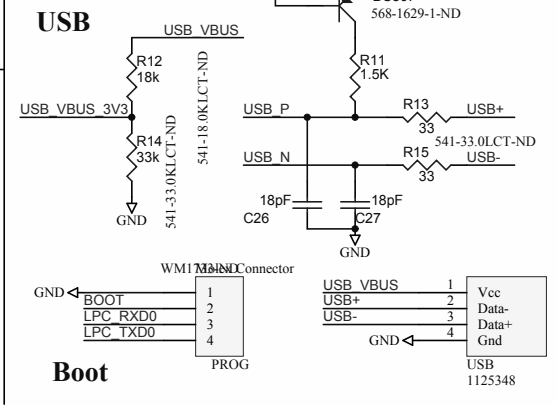 USB
568-1629-1-ND
USB_VBUS
R12
18k
R11
1.5K
541-18.0KLCT-ND
USB_VBUS_3V3
USB_P
R13
33
USB+
R14
33k
541-33.0KLCT-ND
541-33.0LCT-ND
USB_N
R15
33
USB-
18pF
C26
18pF
C27
GND
GND
Connector
GND
1
BOOT
2
LPC_RXD0
3
LPC_TXD0
4
PROG
Boot
USB_VBUS
1
Vcc
USB+
2
Data-
USB-
3
Data+
GND
4
Gnd
USB
1125348